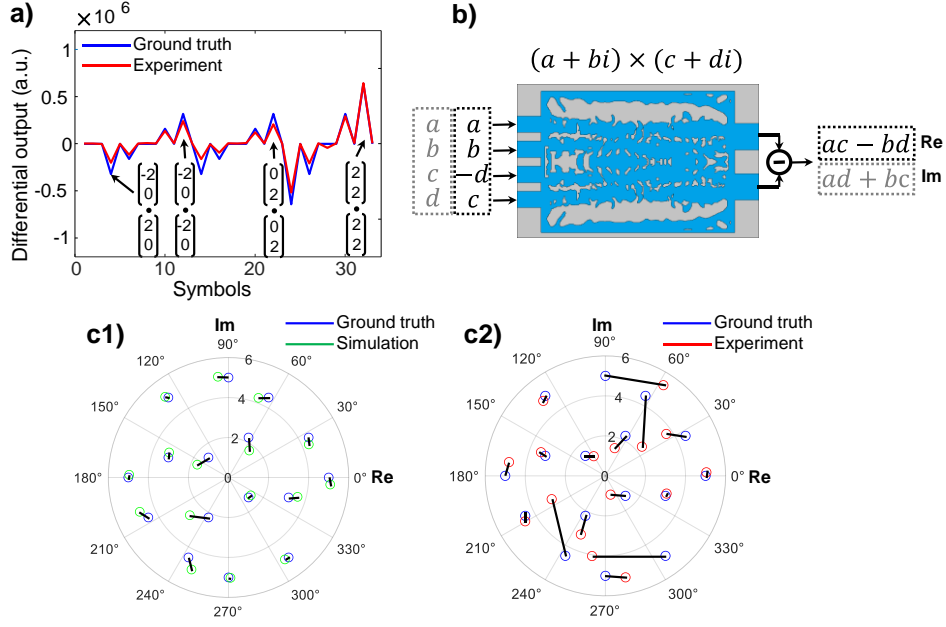 a)
×10⁶
Ground truth
Experiment
Differential output (a.u.)
1
0.5
0
-0.5
-1
-2 -2 0 2
0 0 2 2
2 -2 0 2
0 0 2 2
0 10 20 30
Symbols
b)
(a + bi) × (c + di)
a a
b b
c -d
d c
ac − bd Re
ad + bc Im
c1)
Im
Ground truth
Simulation
90°
120° 60°
150° 30°
180° 0° Re
210° 330°
240° 300°
270°
6
4
2
0
c2)
Im
Ground truth
Experiment
90°
120° 60°
150° 30°
180° 0° Re
210° 330°
240° 300°
270°
6
4
2
0